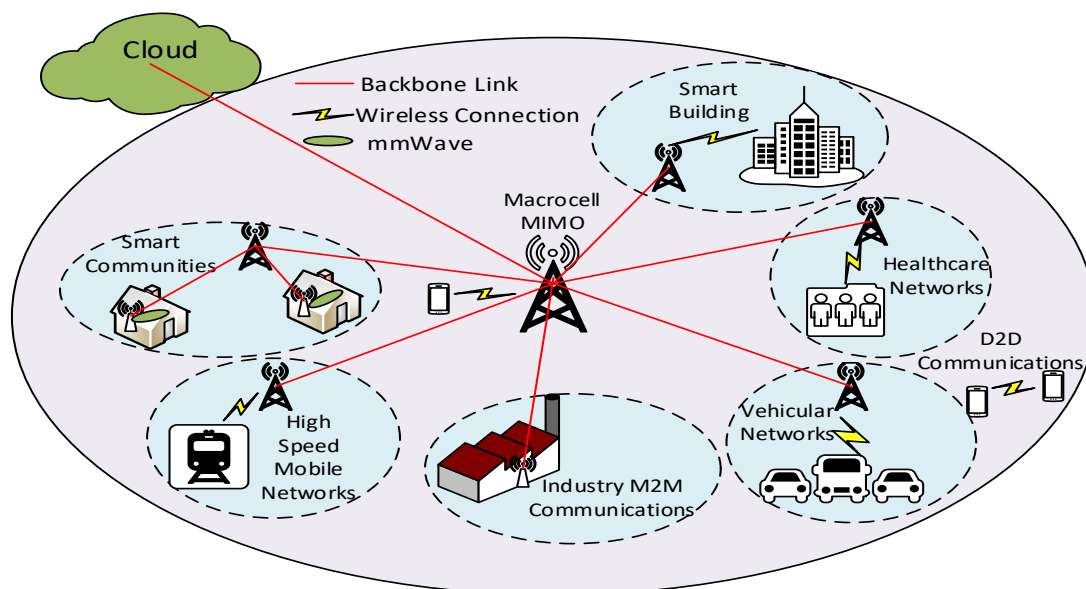 Cloud
Backbone Link
Wireless Connection
mmWave
Smart
Building
Macrocell
MIMO
Smart
Communities
Healthcare
Networks
D2D
Communications
High
Speed
Mobile
Networks
Industry M2M
Communications
Vehicular
Networks